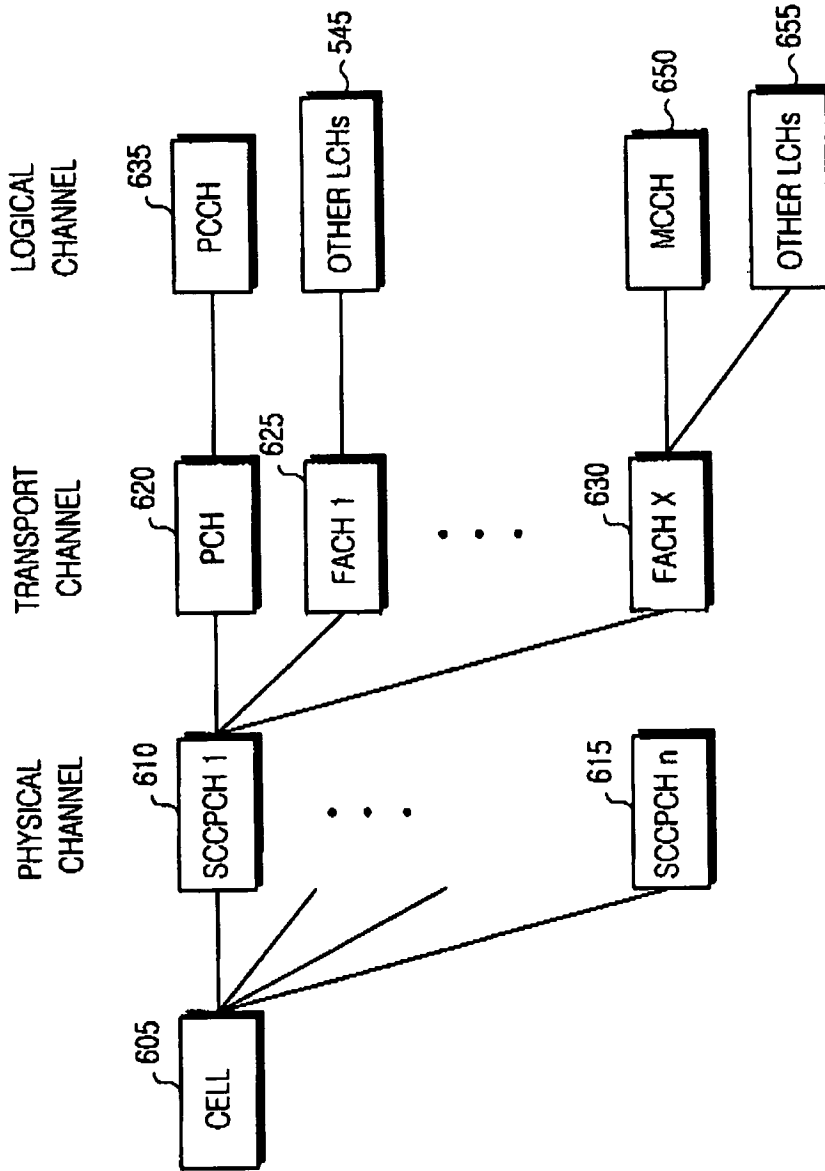 PHYSICAL
CHANNEL
TRANSPORT
CHANNEL
LOGICAL
CHANNEL
605
CELL
610
SCCPCH 1
620
PCH
635
PCCH
625
FACH 1
545
OTHER LCHs
615
SCCPCH n
630
FACH X
650
MCCH
655
OTHER LCHs